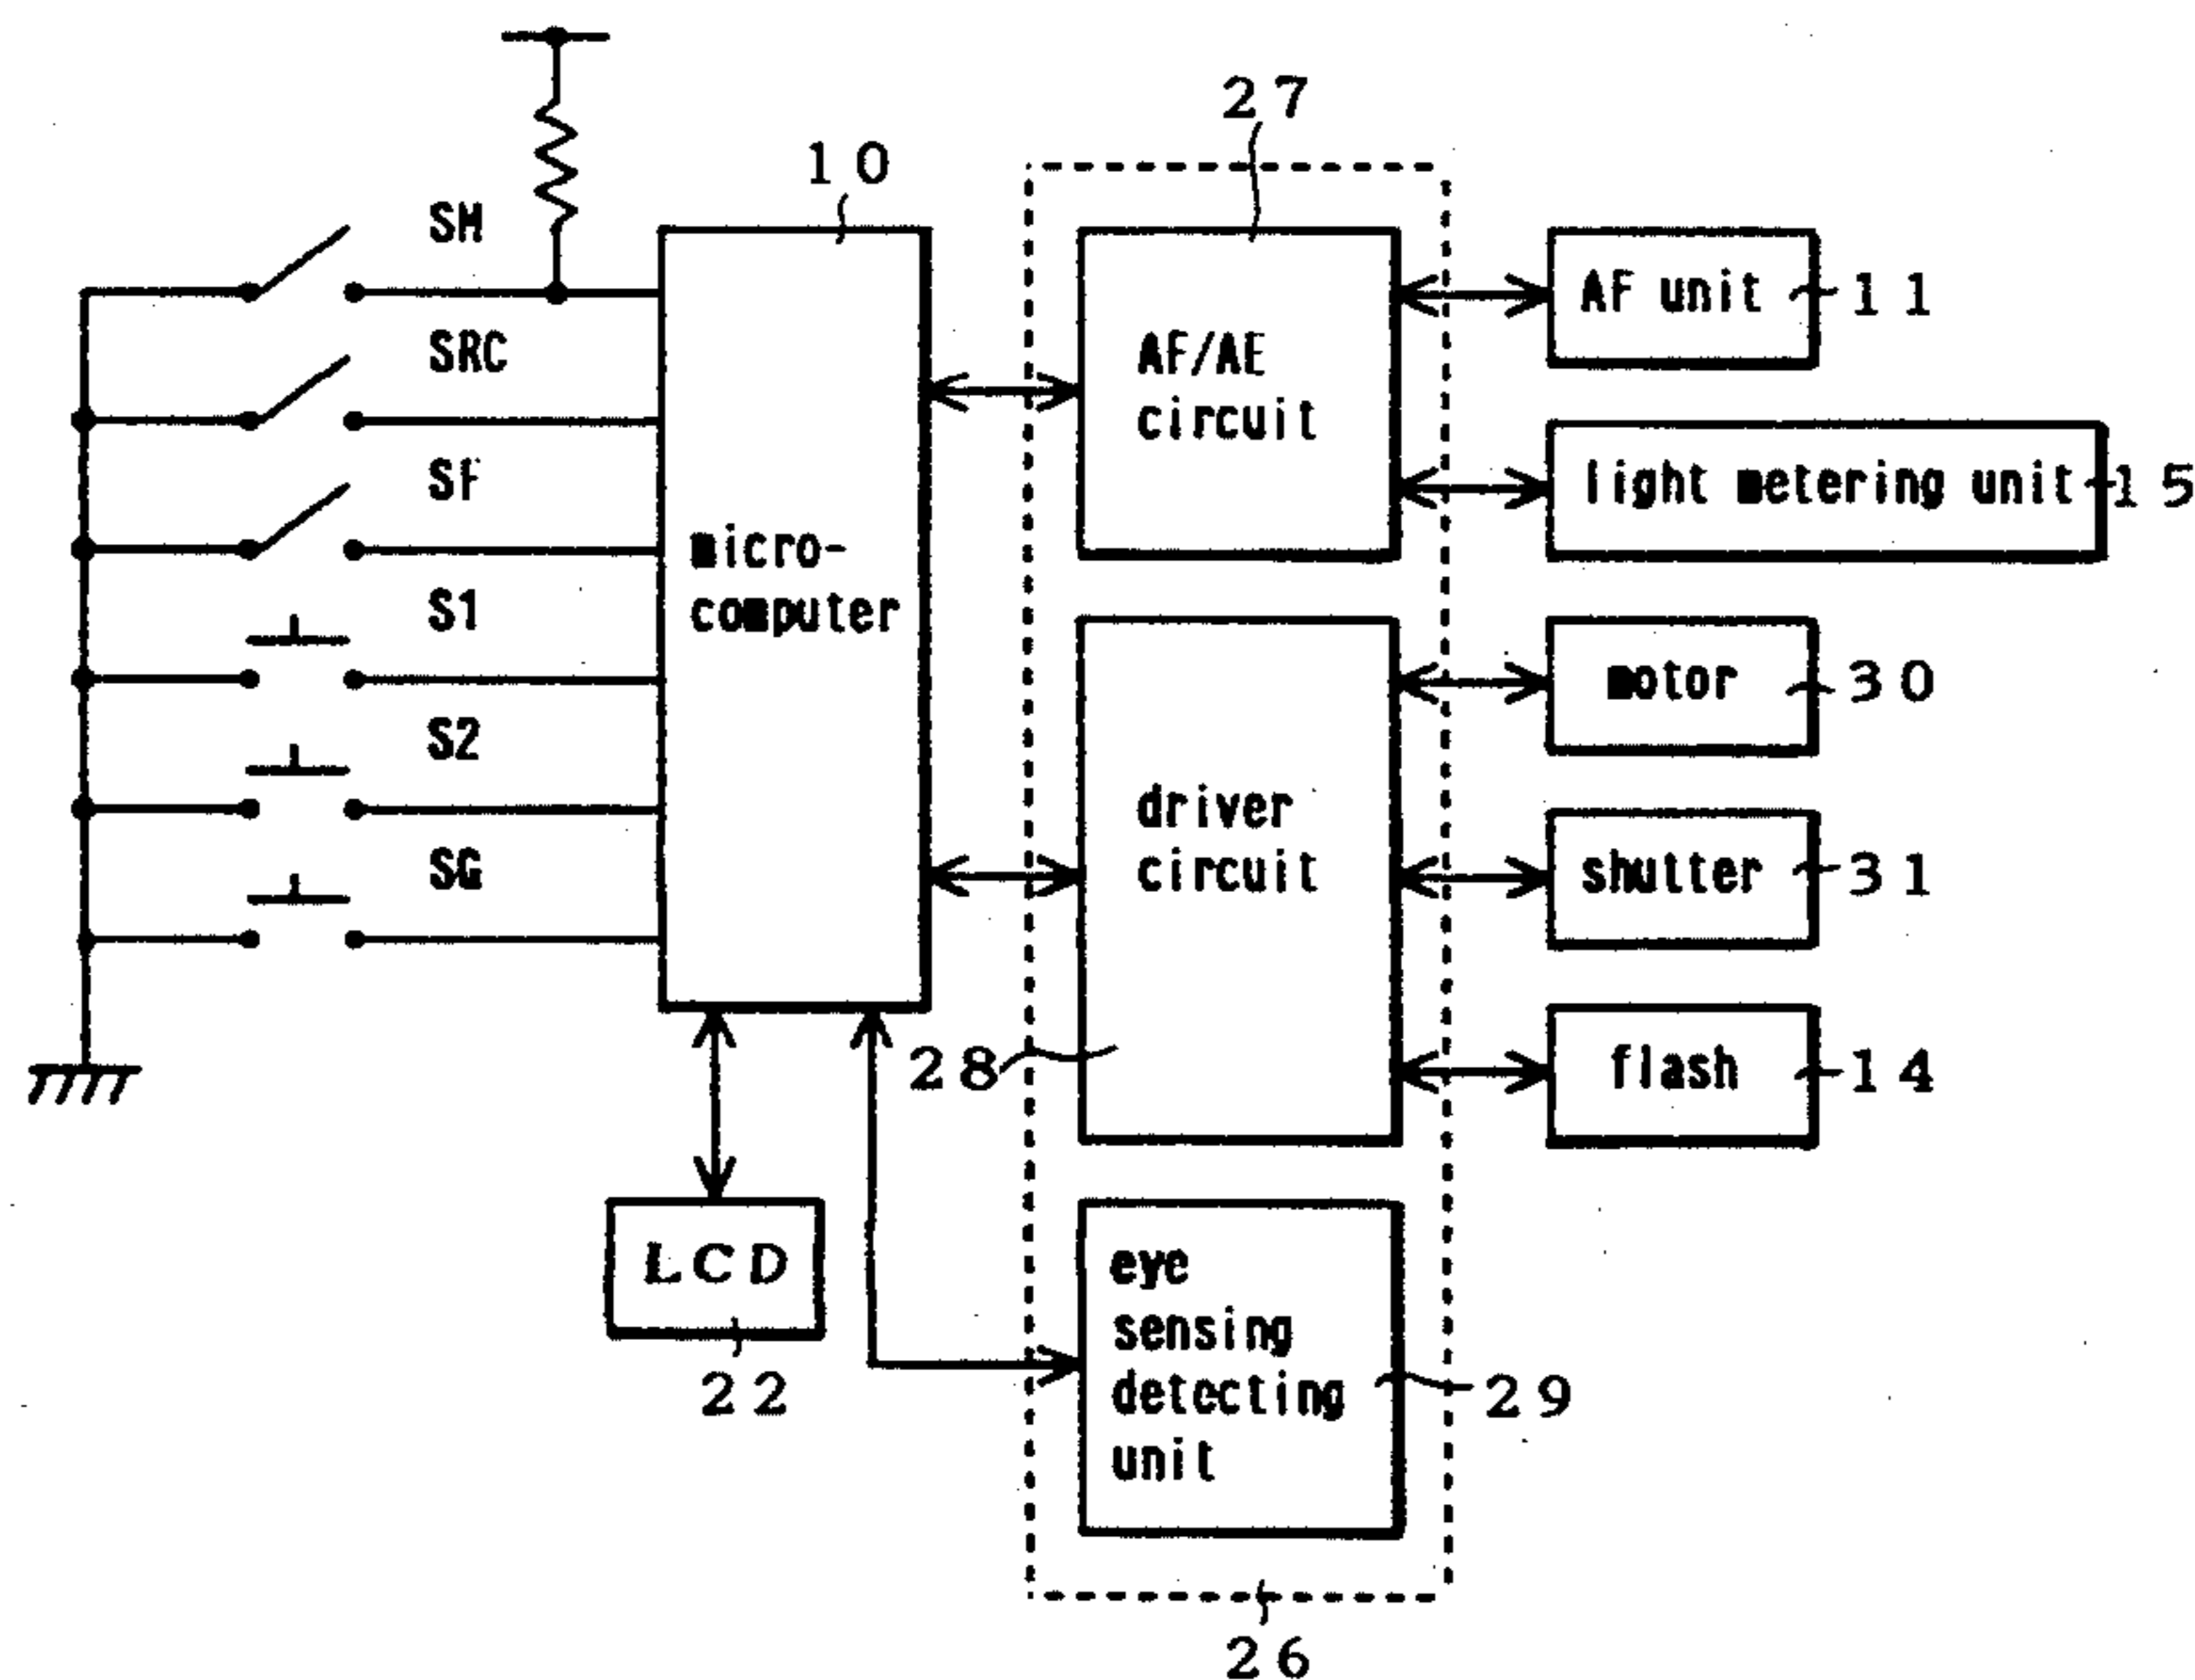 27
10
SM
SRC
SF
S1
S2
SG
micro-
computer
AF/AE
circuit
AF unit
11
light metering unit
15
motor
30
driver
circuit
shutter
31
28
flash
14
LCD
22
eye
sensing
detecting
unit
29
26